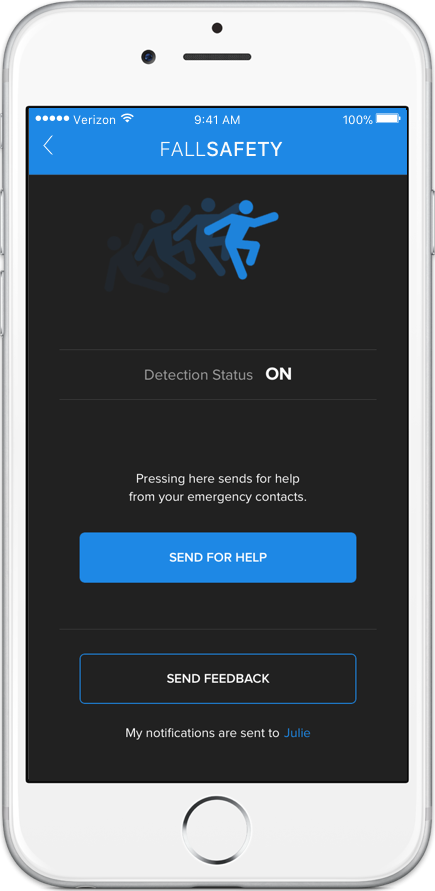 Verizon 9:41 AM 100%
FALLSAFETY
Detection Status ON
Pressing here sends for help
from your emergency contacts.
SEND FOR HELP
SEND FEEDBACK
My notifications are sent to Julie